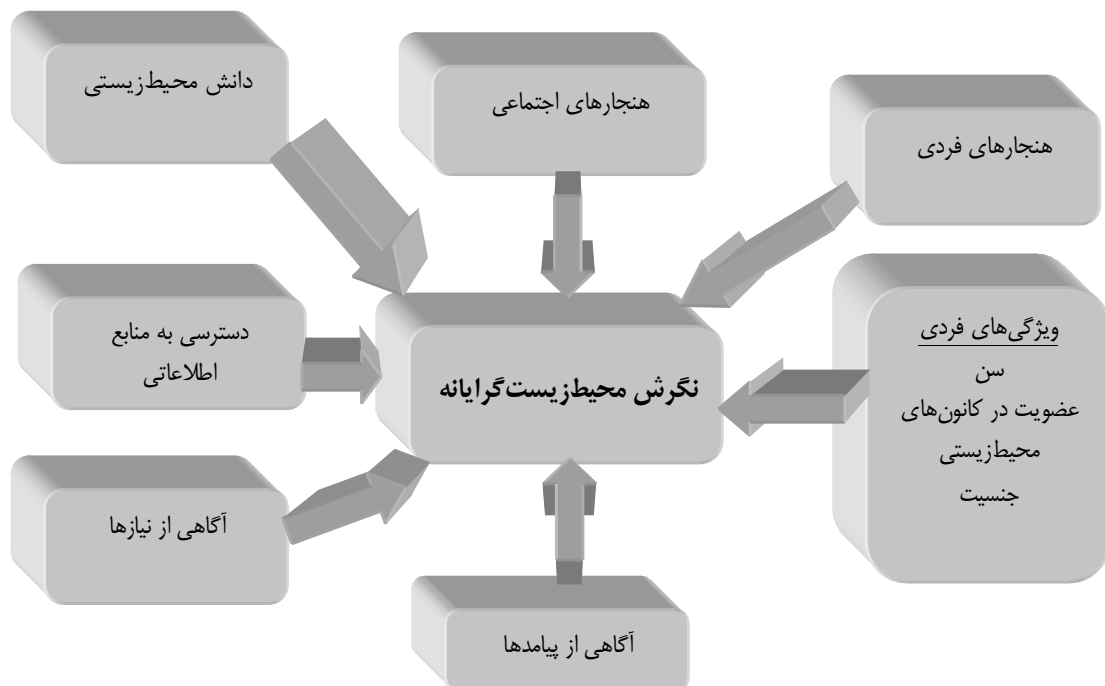 دانش محیط‌زیستی
هنجارهای اجتماعی
هنجارهای فردی
دسترسی به منابع
اطلاعاتی
نگرش محیط‌زیست‌گرایانه
ویژگی‌های فردی
سن
عضویت در کانون‌های
محیط‌زیستی
جنسیت
آگاهی از نیازها
آگاهی از پیامدها